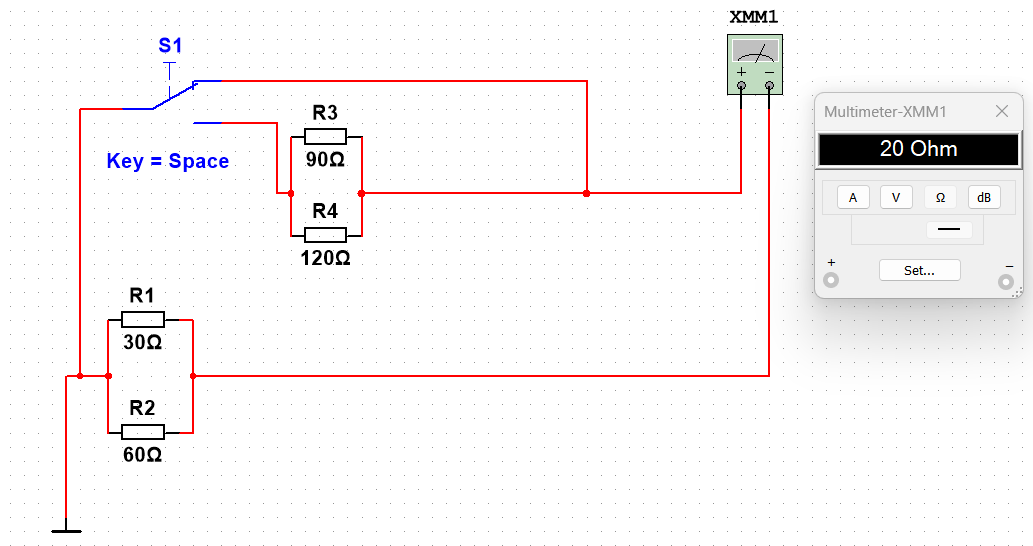 XMM1
S1
Multimeter-XMM1
R3
20 Ohm
Key = Space
90Ω
A V Ω dB
R4
120Ω
Set...
R1
30Ω
R2
60Ω